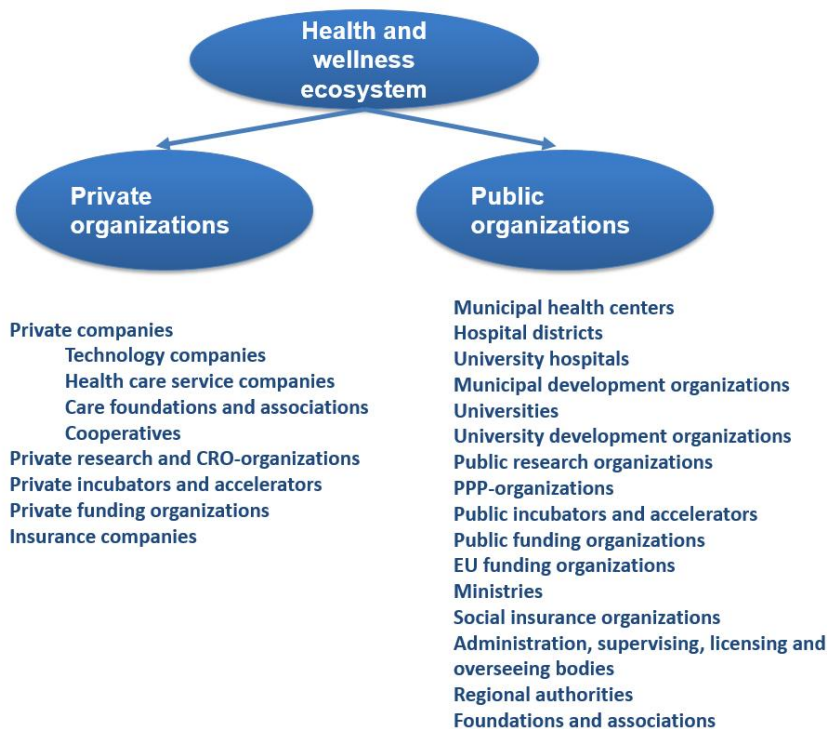 Health and
wellness
ecosystem
Private
organizations
Public
organizations
Private companies
Technology companies
Health care service companies
Care foundations and associations
Cooperatives
Private research and CRO-organizations
Private incubators and accelerators
Private funding organizations
Insurance companies
Municipal health centers
Hospital districts
University hospitals
Municipal development organizations
Universities
University development organizations
Public research organizations
PPP-organizations
Public incubators and accelerators
Public funding organizations
EU funding organizations
Ministries
Social insurance organizations
Administration, supervising, licensing and
overseeing bodies
Regional authorities
Foundations and associations